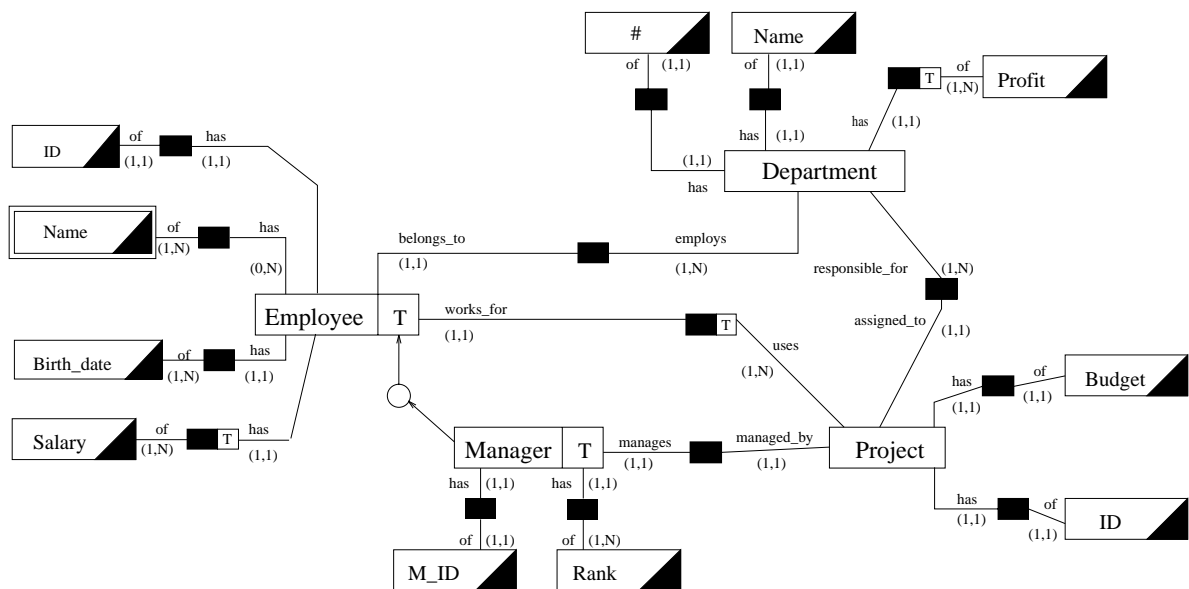 # Name
of (1,1) of (1,1)
of
T
(1,N)
Profit
has (1,1)
has (1,1)
(1,1)
has
Department
ID
of has
(1,1) (1,1)
Name
of has
(1,N)
(0,N)
belongs_to employs
(1,1) (1,N)
responsible_for (1,N)
Employee T
works_for
(1,1)
T
assigned_to
(1,1)
uses
(1,N)
Birth_date
of has
(1,N) (1,1)
has of
(1,1) (1,1)
Budget
Salary
of T has
(1,N) (1,1)
Manager T
manages managed_by
(1,1) (1,1)
Project
has (1,1) has (1,1)
of (1,1) of (1,N)
has of
(1,1) (1,1)
ID
M_ID Rank